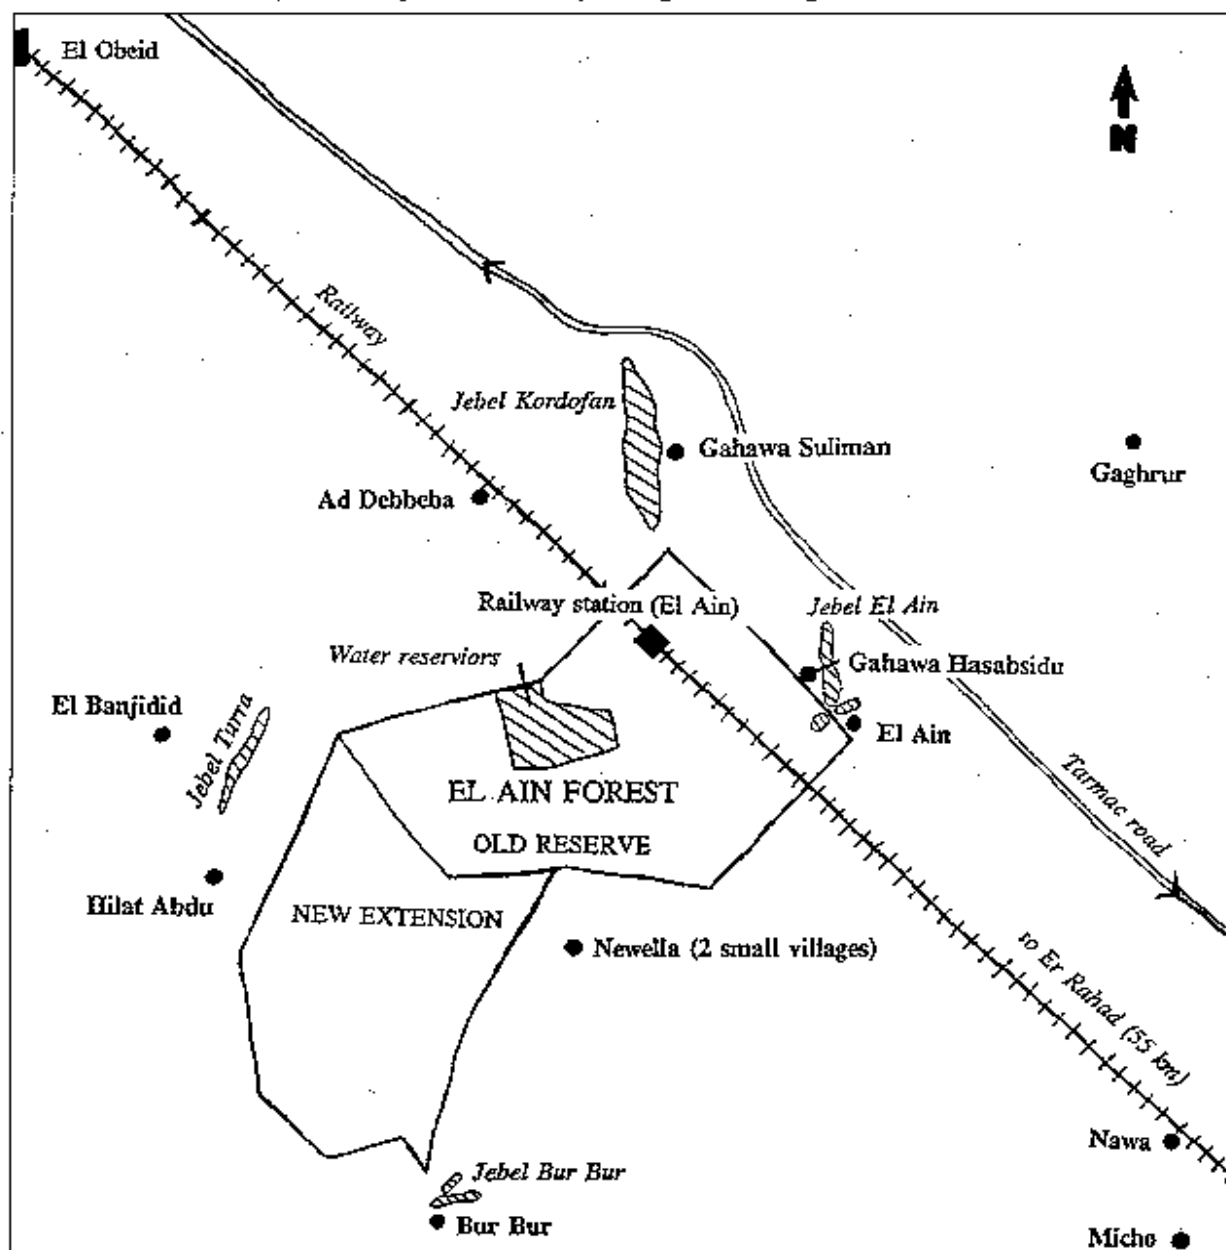 El Obeid
N
Railway
Jebel Kordofan
Gahawa Suliman
Gaghrur
Ad Debbeba
Railway station (El Ain)
Jebel El Ain
Water reserviors
Gahawa Hasabsidu
El Banjidid
Jebel Turra
El Ain
Tarmac road
EL AIN FOREST
OLD RESERVE
Hilat Abdu
NEW EXTENSION
Newella (2 small villages)
to Er Rahad (55 km)
Nawa
Jebel Bur Bur
Bur Bur
Micho